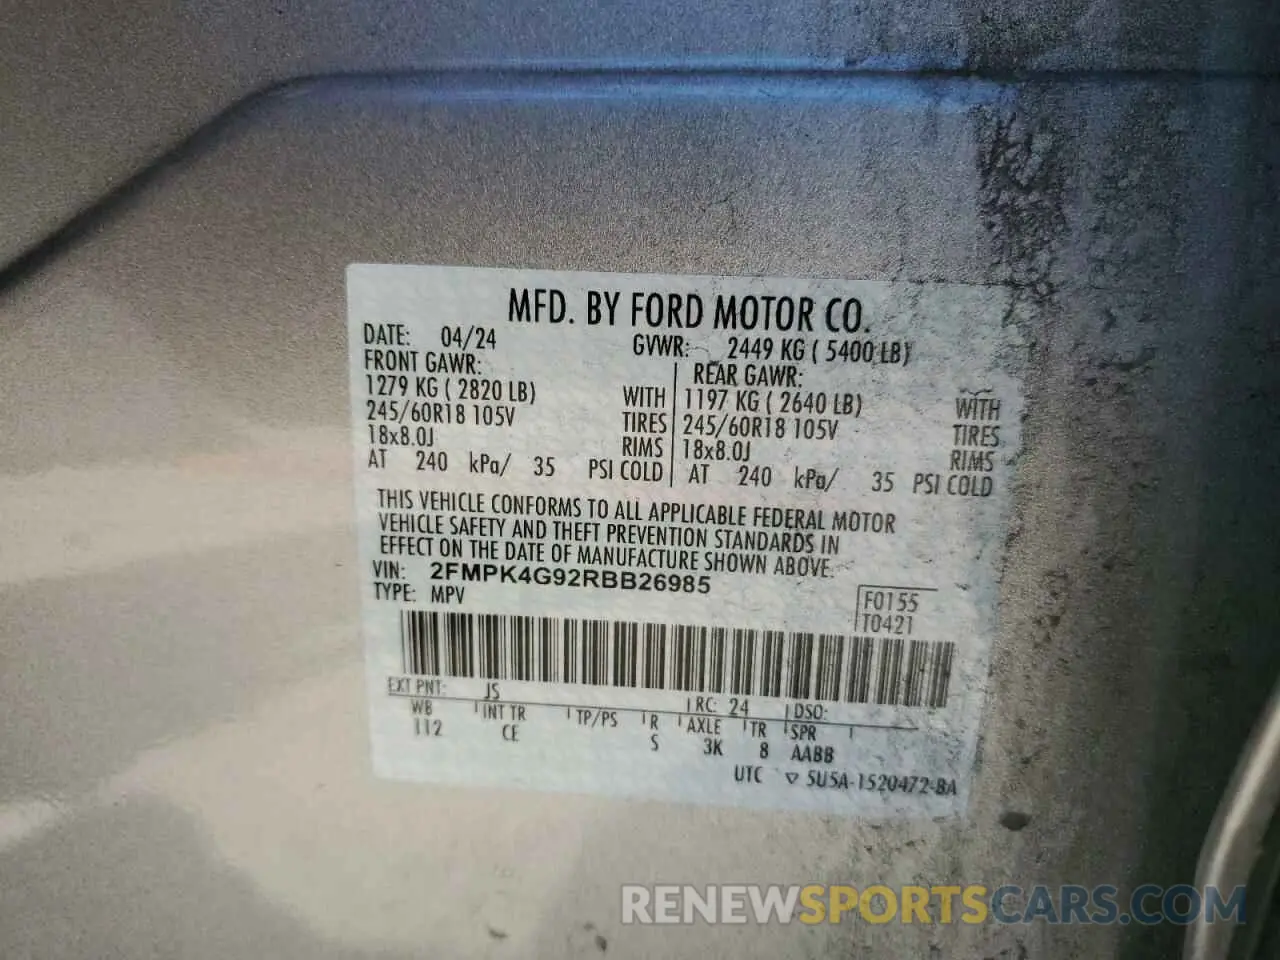 MFD. BY FORD MOTOR CO.
DATE: 04/24 GVWR: 2449 KG ( 5400 LB)
FRONT GAWR: REAR GAWR:
1279 KG ( 2820 LB) WITH 1197 KG ( 2640 LB) WITH
245/60R18 105V TIRES 245/60R18 105V TIRES
18x8.0J RIMS 18x8.0J RIMS
AT 240 kPa/ 35 PSI COLD AT 240 kPa/ 35 PSI COLD
THIS VEHICLE CONFORMS TO ALL APPLICABLE FEDERAL MOTOR
VEHICLE SAFETY AND THEFT PREVENTION STANDARDS IN
EFFECT ON THE DATE OF MANUFACTURE SHOWN ABOVE.
VIN: 2FMPK4G92RBB26985
TYPE: MPV
F0155
T0421
EXT PNT: JS RC: 24 DSO:
WB INT TR TP/PS R AXLE TR SPR
112 CE S 3K 8 AABB
UTC ▽ 5U5A-1520472-BA
RENEWSPORTSCARS.COM